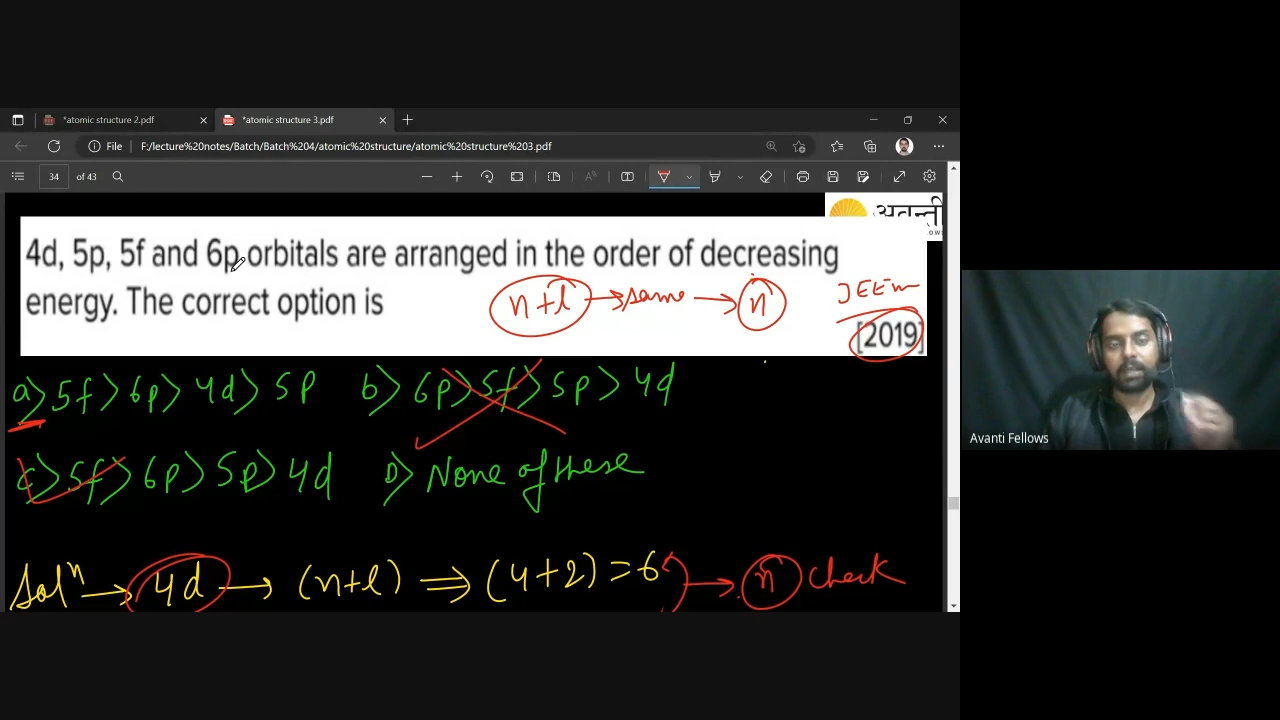 *atomic structure 2.pdf
*atomic structure 3.pdf
File F:/lecture%20notes/Batch/Batch%204/atomic%20structure/atomic%20structure%203.pdf
34 of 43
अवन्ती
4d, 5p, 5f and 6p orbitals are arranged in the order of decreasing
energy. The correct option is
n+l → same → n
JEEM
[2019]
a> 5f > 6p > 4d > 5p b> 6p > 5f > 5p > 4d
c> 5f > 6p > 5p > 4d D> None of these
Solⁿ → 4d → (n+l) ⇒ (4+2) = 6 → n check
Avanti Fellows